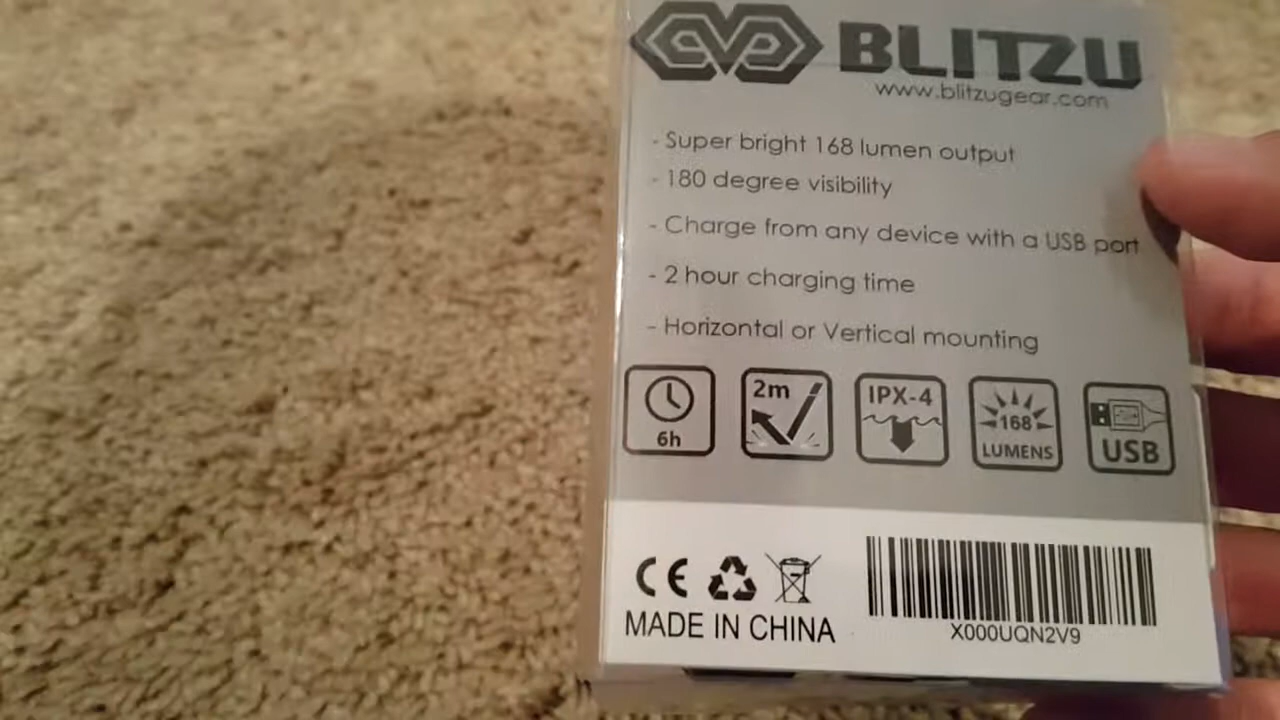 BLITZU
www.blitzugear.com
- Super bright 168 lumen output
- 180 degree visibility
- Charge from any device with a USB port
- 2 hour charging time
- Horizontal or Vertical mounting
6h
2m
IPX-4
168
LUMENS
USB
CE
MADE IN CHINA
X000UQN2V9